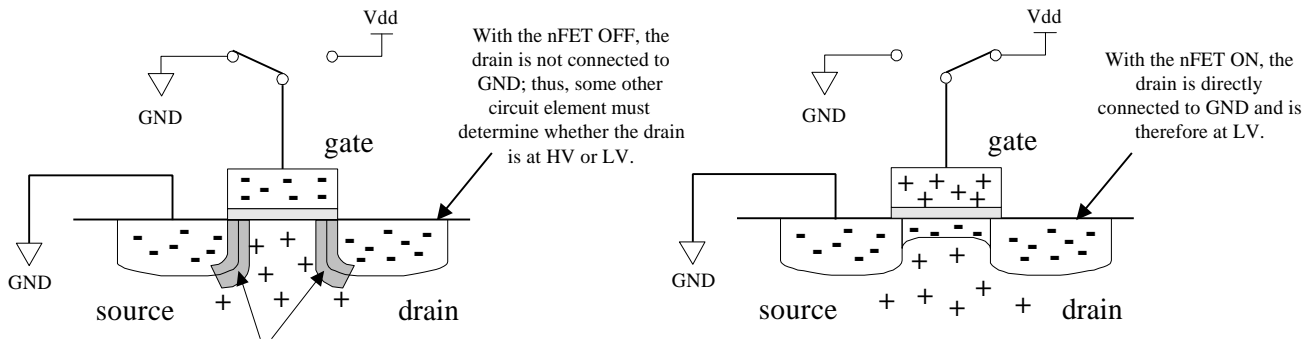 Vdd
GND
With the nFET OFF, the
drain is not connected to
GND; thus, some other
circuit element must
determine whether the drain
is at HV or LV.
gate
GND
source
drain
Vdd
GND
With the nFET ON, the
drain is directly
connected to GND and is
therefore at LV.
gate
GND
source
drain